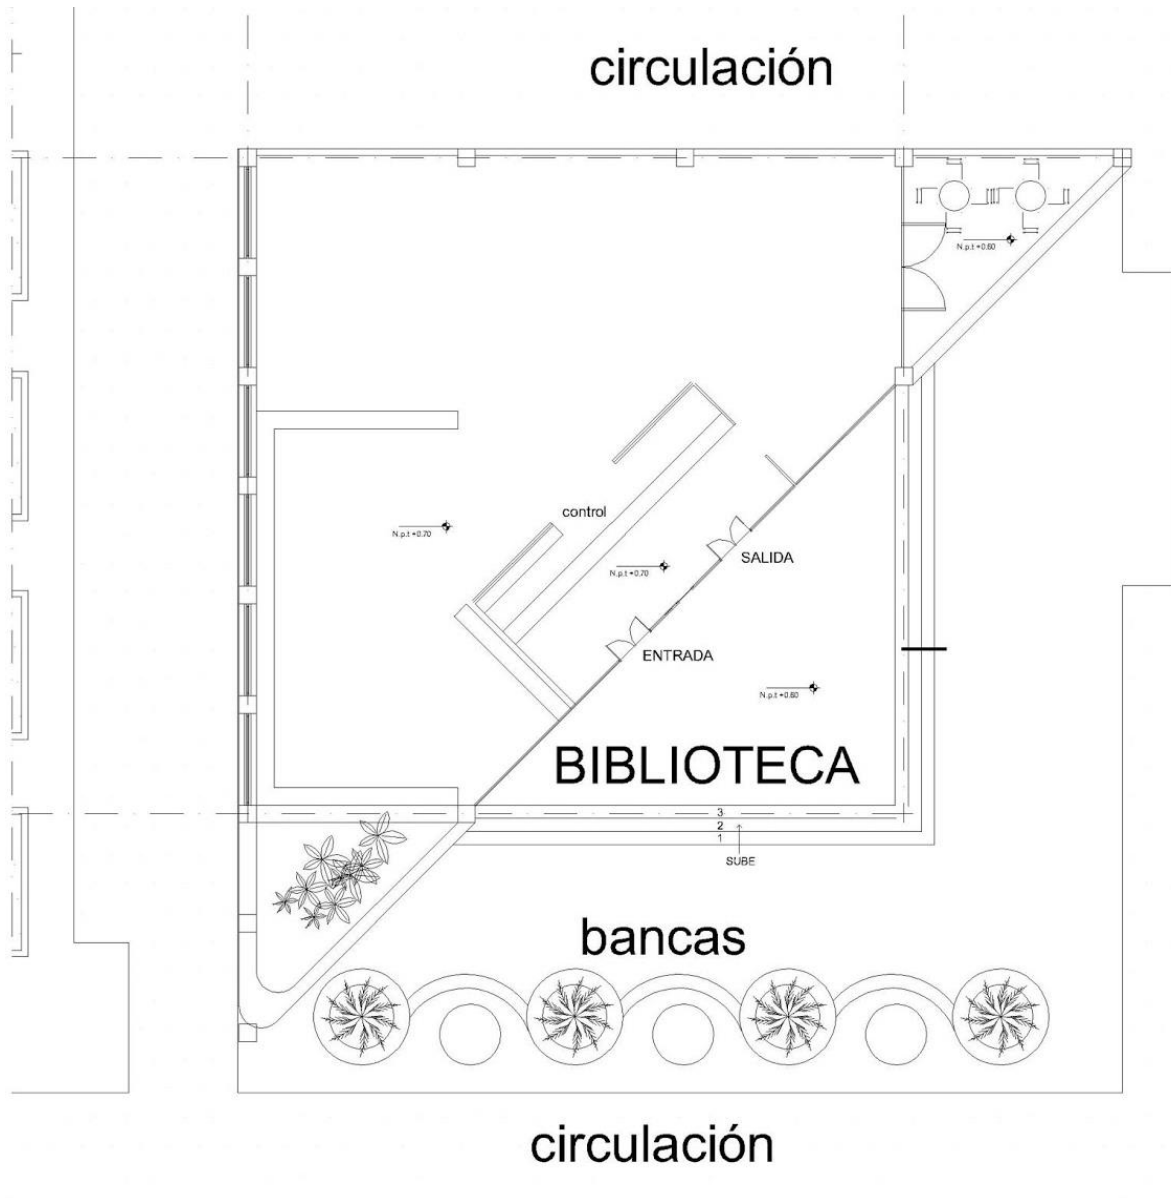 circulación
N.p.t +0.60
control
N.p.t +0.70
SALIDA
N.p.t +0.70
ENTRADA
N.p.t +0.60
BIBLIOTECA
3
2
1
SUBE
bancas
circulación